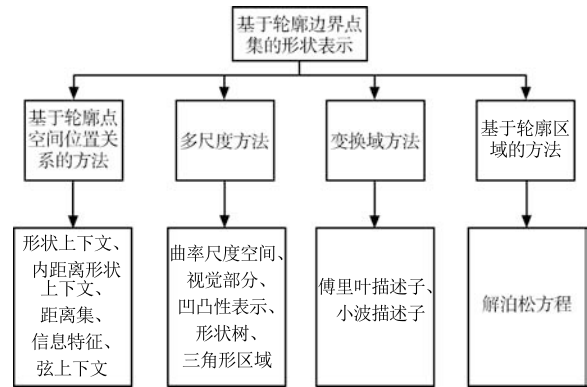 基于轮廓边界点
集的形状表示
基于轮廓点
空间位置关
系的方法
多尺度方法
变换域方法
基于轮廓区
域的方法
形状上下文、
内距离形状
上下文、
距离集、
信息特征、
弦上下文
曲率尺度空间、
视觉部分、
凹凸性表示、
形状树、
三角形区域
傅里叶描述子、
小波描述子
解泊松方程